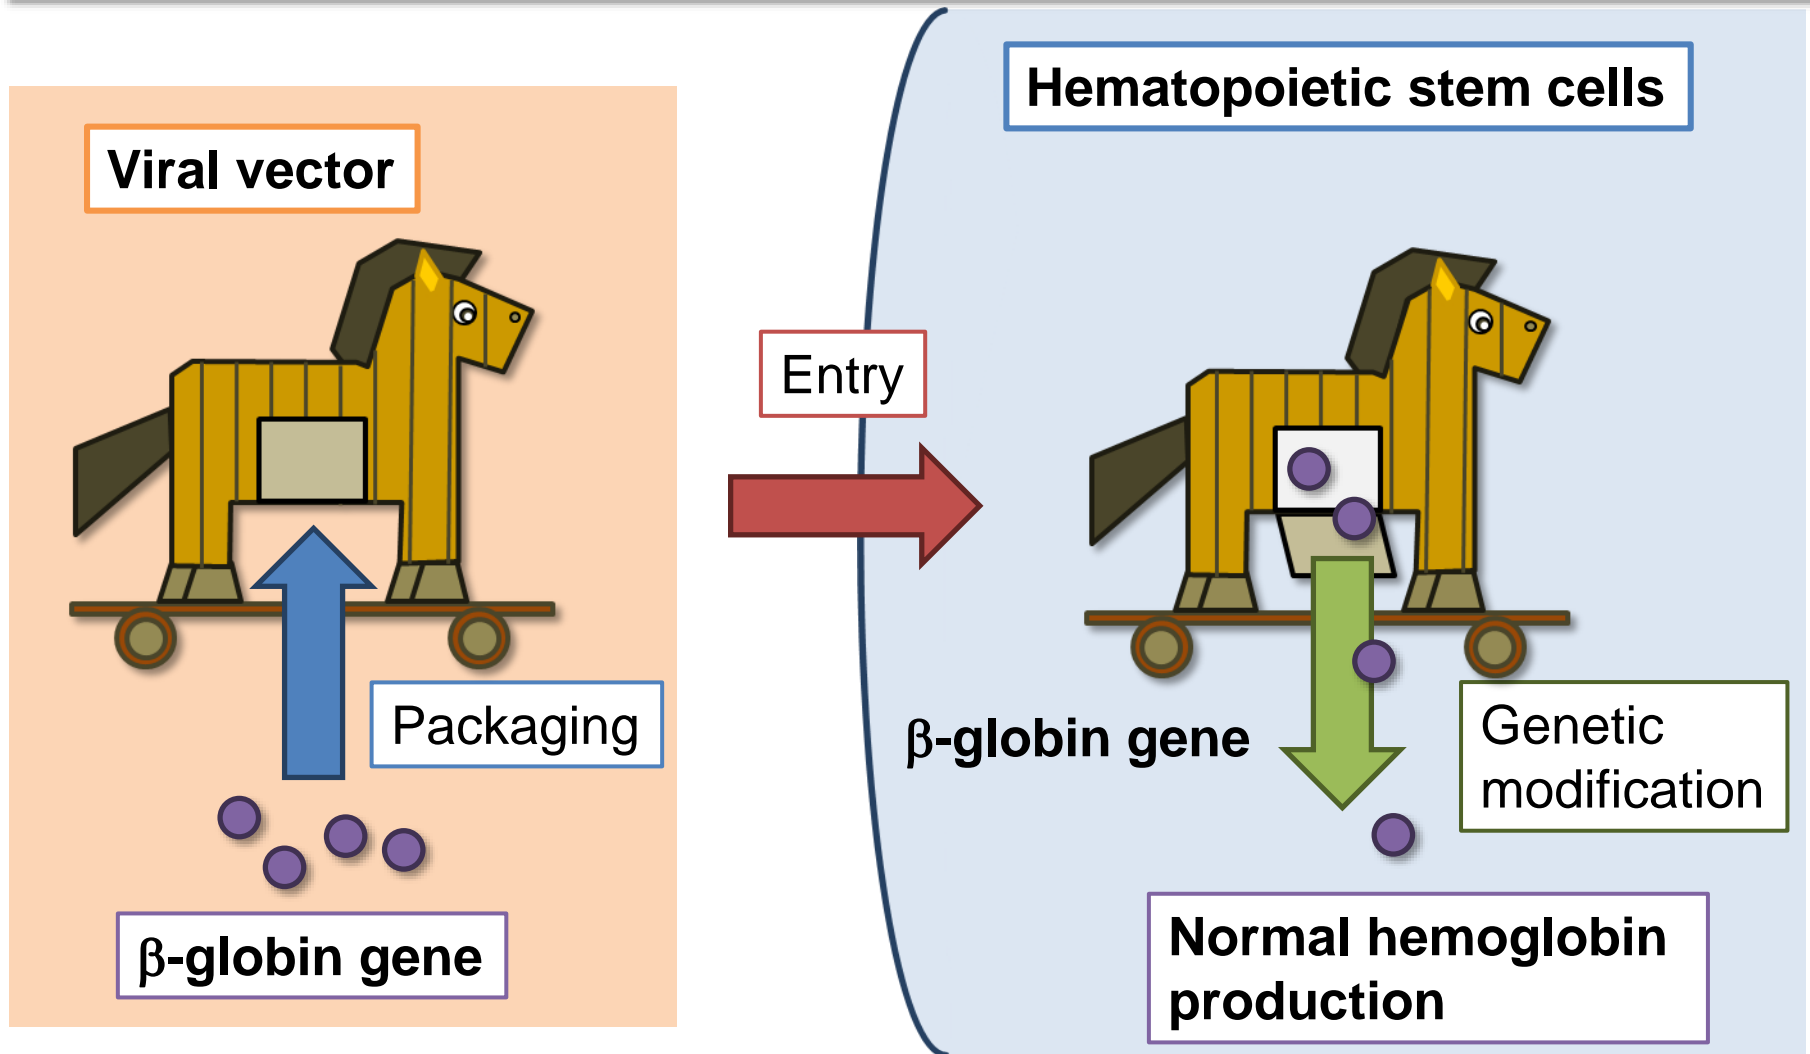 Viral vector
Packaging
β-globin gene
Entry
Hematopoietic stem cells
β-globin gene
Genetic
modification
Normal hemoglobin
production